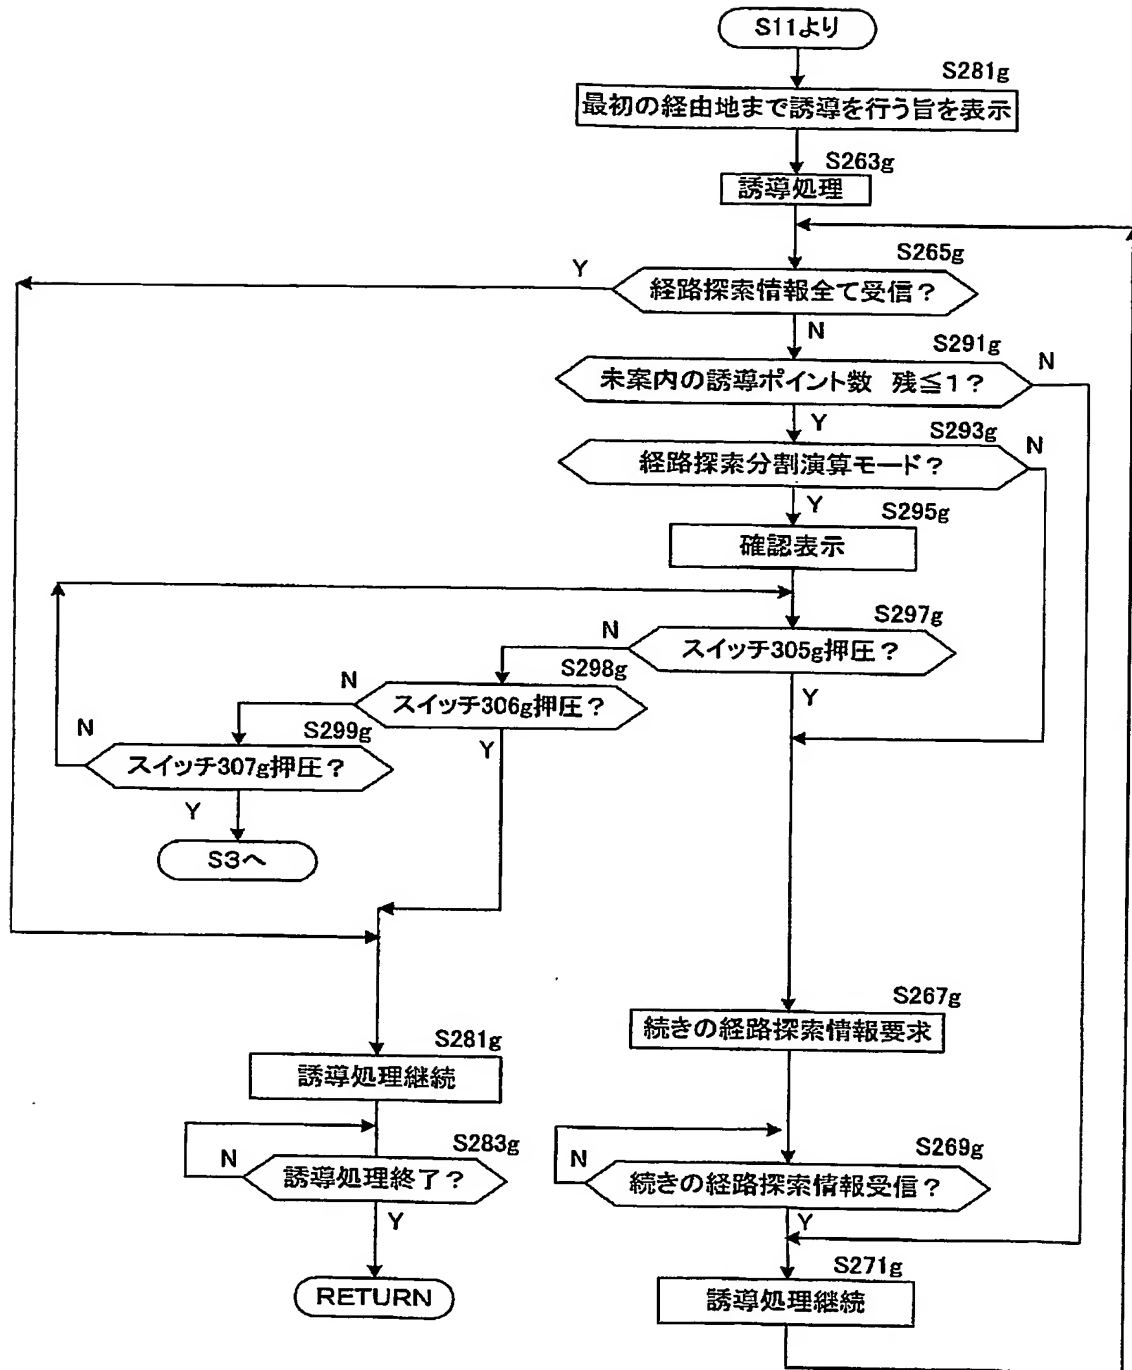 S11より
S281g
最初の経由地まで誘導を行う旨を表示
S263g
誘導処理
S265g
Y
経路探索情報全て受信?
N
S291g
N
未案内の誘導ポイント数 残≦1?
Y
S293g
N
経路探索分割演算モード?
Y
S295g
確認表示
S297g
N
スイッチ305g押圧?
S298g
N
Y
スイッチ306g押圧?
S299g
N
Y
スイッチ307g押圧?
Y
S3へ
S267g
続きの経路探索情報要求
S281g
誘導処理継続
S283g
N
誘導処理終了?
Y
RETURN
S269g
N
続きの経路探索情報受信?
Y
S271g
誘導処理継続